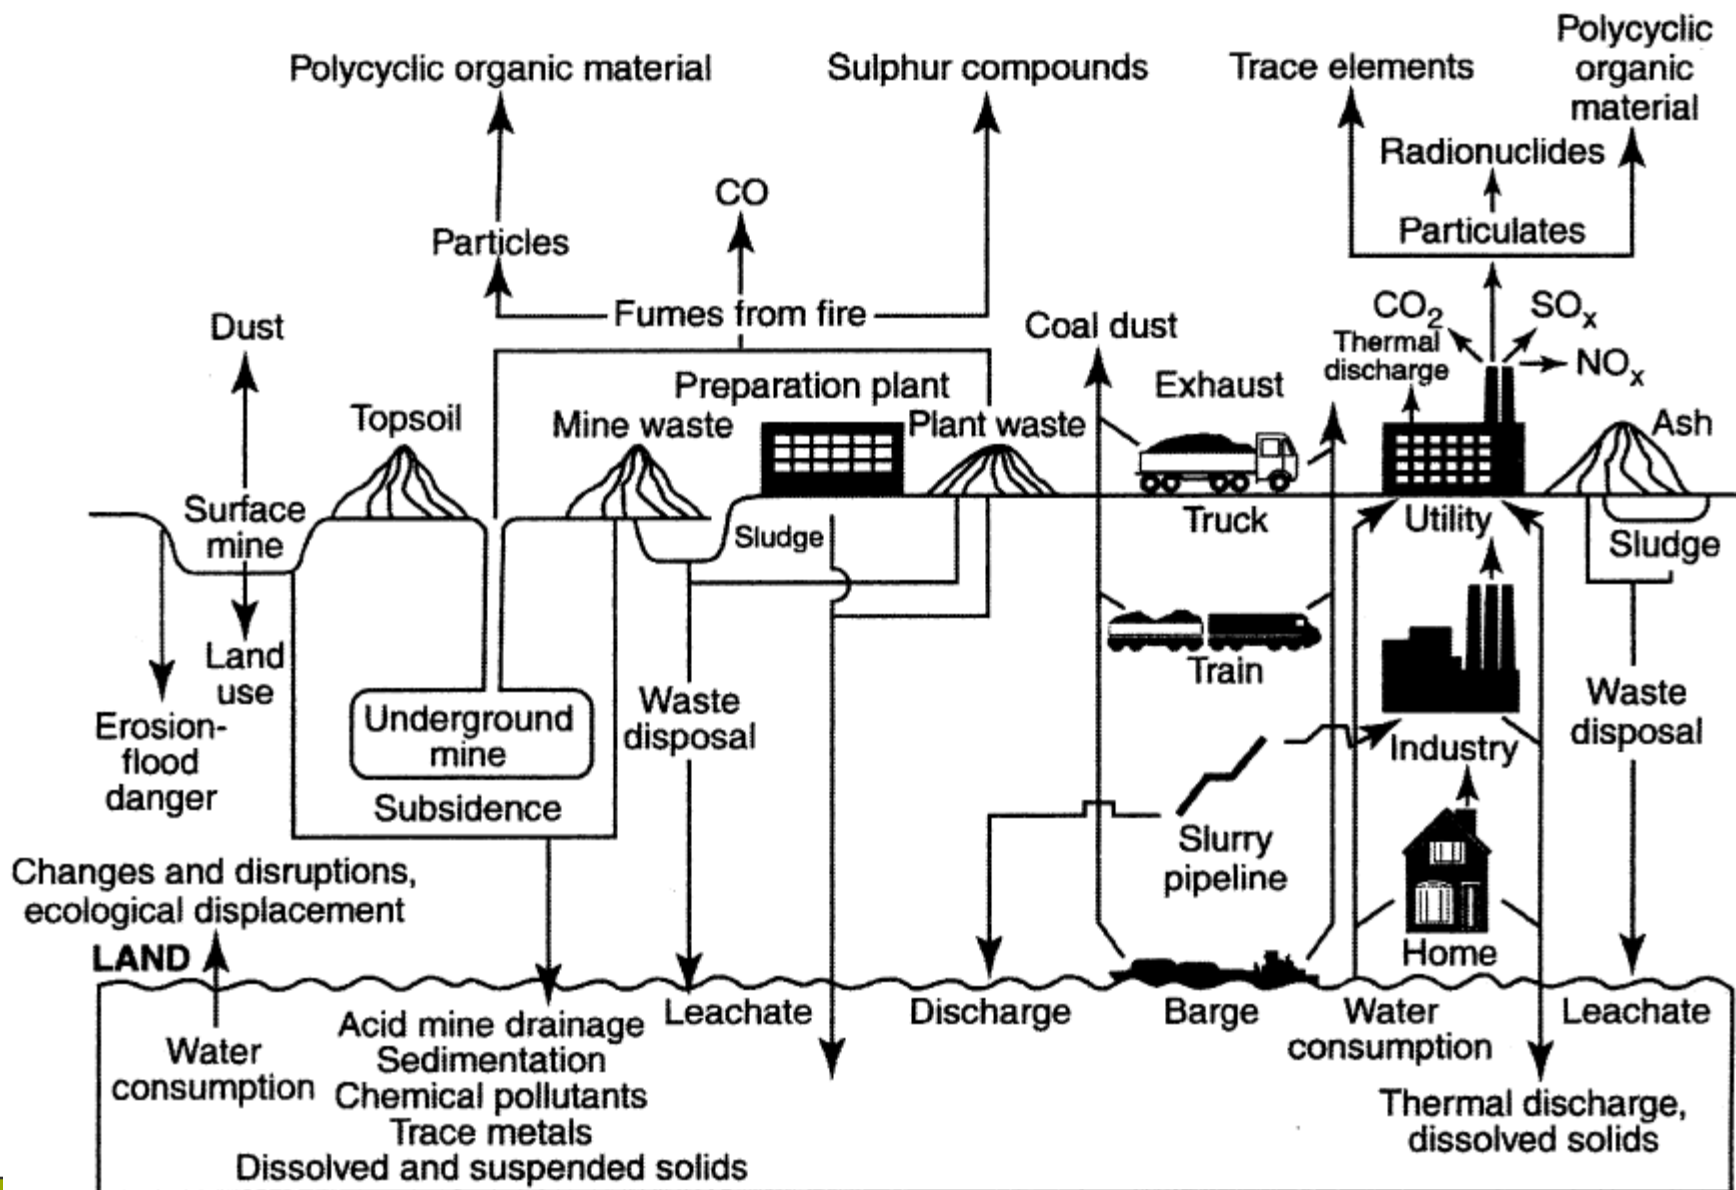 Polycyclic organic material
Sulphur compounds
Trace elements
Polycyclic
organic
material
Radionuclides
Particulates
CO
Particles
Fumes from fire
Dust
Coal dust
CO2
SOx
NOx
Thermal
discharge
Preparation plant
Exhaust
Topsoil
Mine waste
Plant waste
Ash
Surface
mine
Sludge
Truck
Utility
Sludge
Land
use
Erosion-
flood
danger
Underground
mine
Subsidence
Waste
disposal
Train
Slurry
pipeline
Industry
Waste
disposal
Home
Changes and disruptions,
ecological displacement
LAND
Water
consumption
Acid mine drainage
Sedimentation
Chemical pollutants
Trace metals
Dissolved and suspended solids
Leachate
Discharge
Barge
Water
consumption
Leachate
Thermal discharge,
dissolved solids